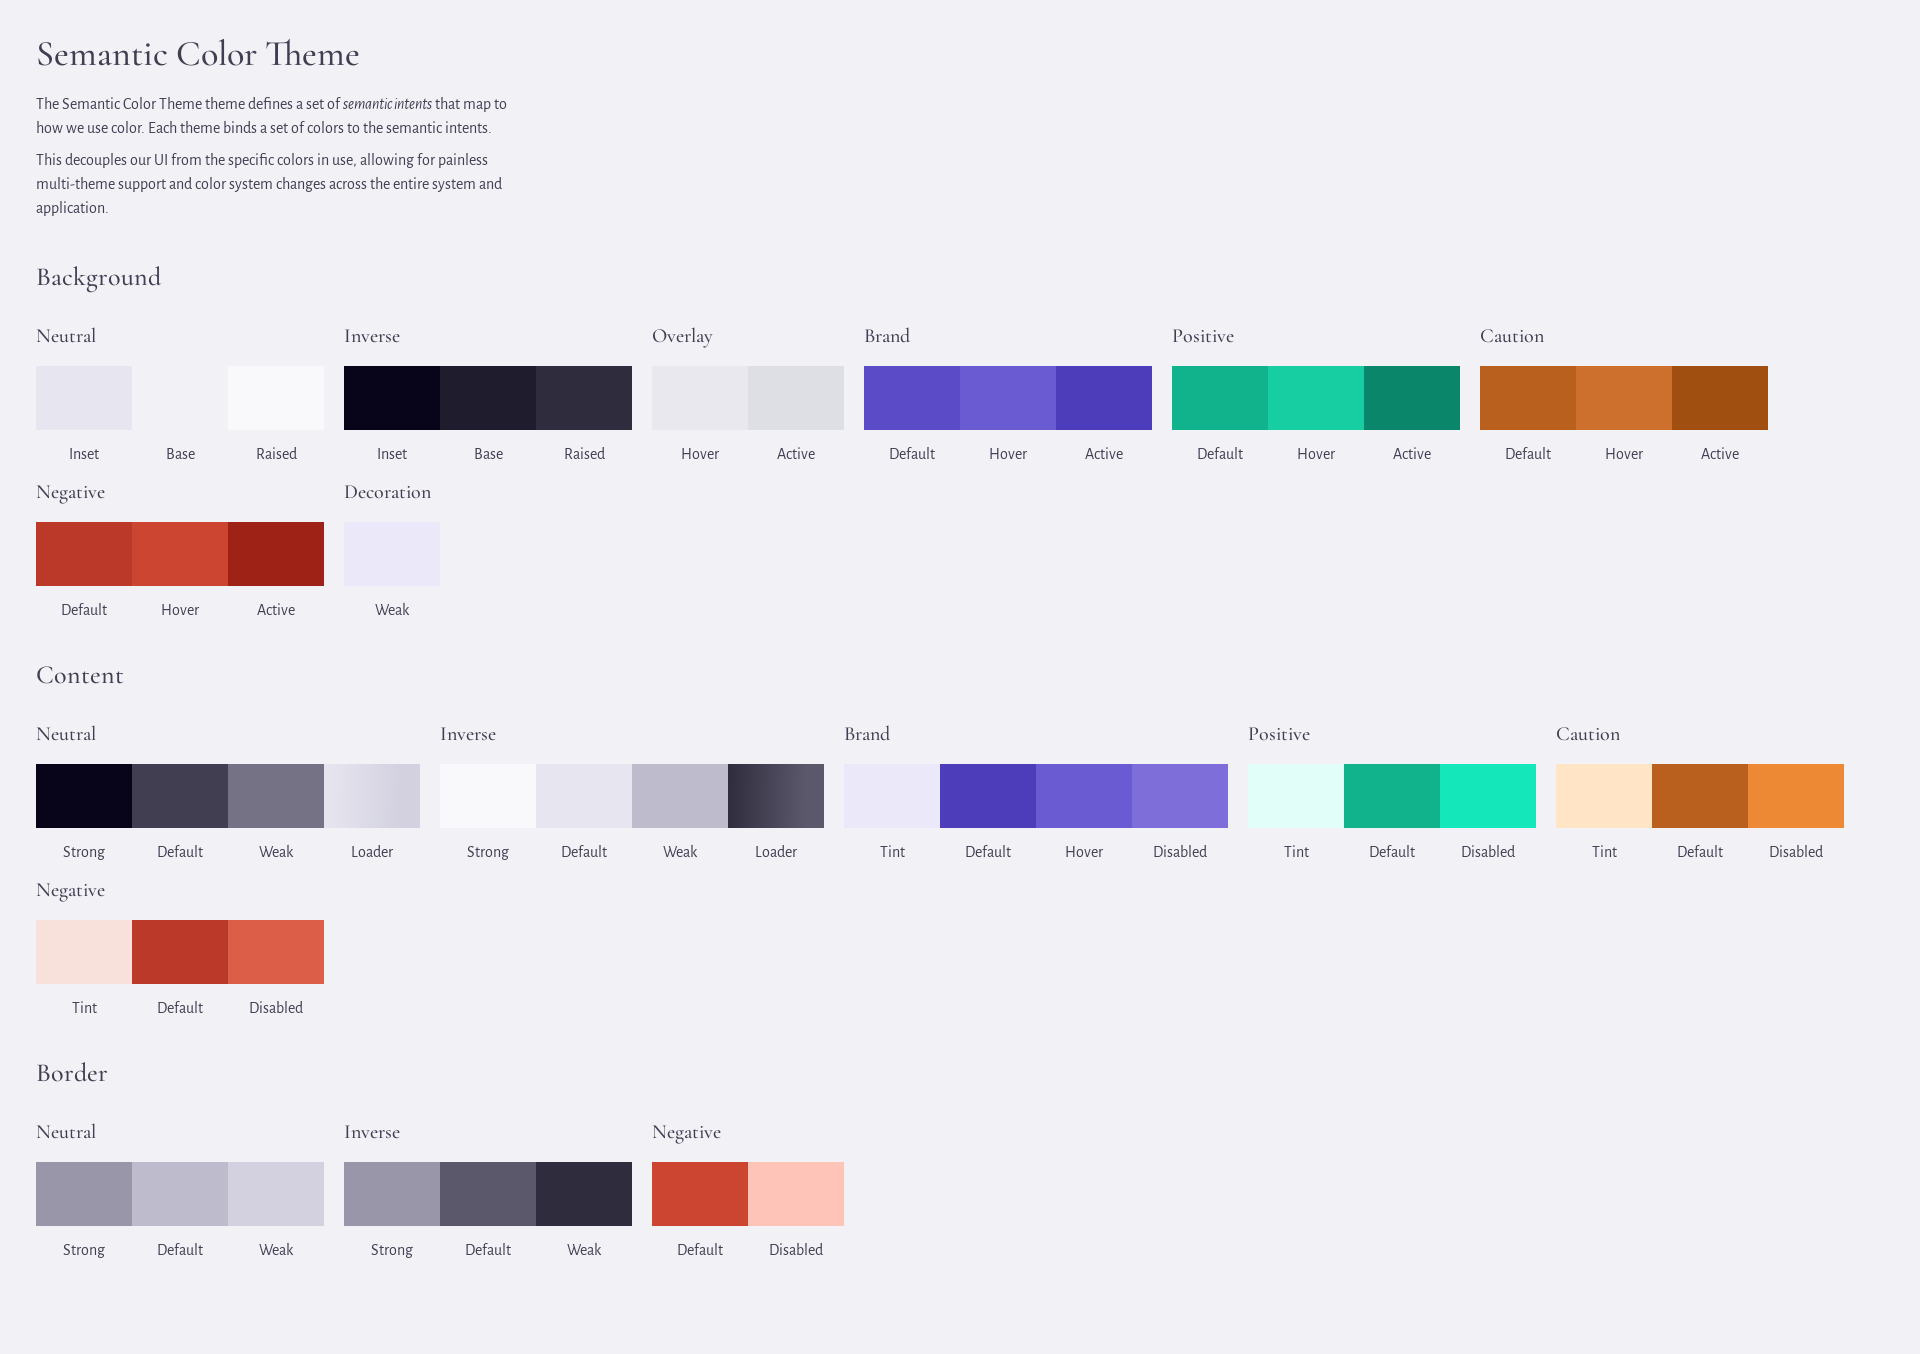 Semantic Color Theme
The Semantic Color Theme theme defines a set of semantic intents that map to
how we use color. Each theme binds a set of colors to the semantic intents.
This decouples our UI from the specific colors in use, allowing for painless
multi-theme support and color system changes across the entire system and
application.
Background
Neutral Inverse Overlay Brand Positive Caution
Inset Base Raised Inset Base Raised Hover Active Default Hover Active Default Hover Active Default Hover Active
Negative Decoration
Default Hover Active Weak
Content
Neutral Inverse Brand Positive Caution
Strong Default Weak Loader Strong Default Weak Loader Tint Default Hover Disabled Tint Default Disabled Tint Default Disabled
Negative
Tint Default Disabled
Border
Neutral Inverse Negative
Strong Default Weak Strong Default Weak Default Disabled